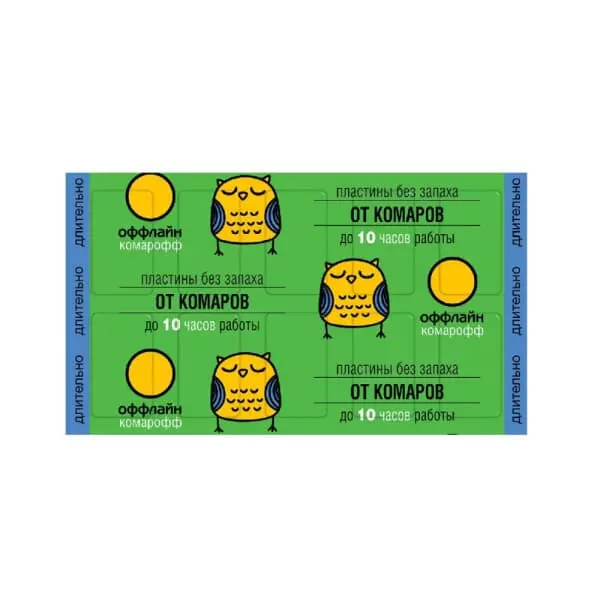 длительно
длительно
длительно
оффлайн
комарофф
пластины без запаха
ОТ КОМАРОВ
до 10 часов работы
пластины без запаха
ОТ КОМАРОВ
до 10 часов работы
оффлайн
комарофф
оффлайн
комарофф
пластины без запаха
ОТ КОМАРОВ
до 10 часов работы
длительно
длительно
длительно